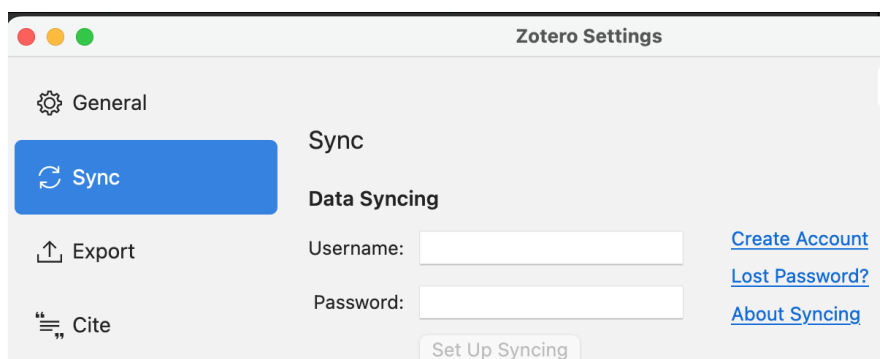 Zotero Settings
General
Sync
Export
Cite
Sync
Data Syncing
Username:
Password:
Set Up Syncing
Create Account
Lost Password?
About Syncing